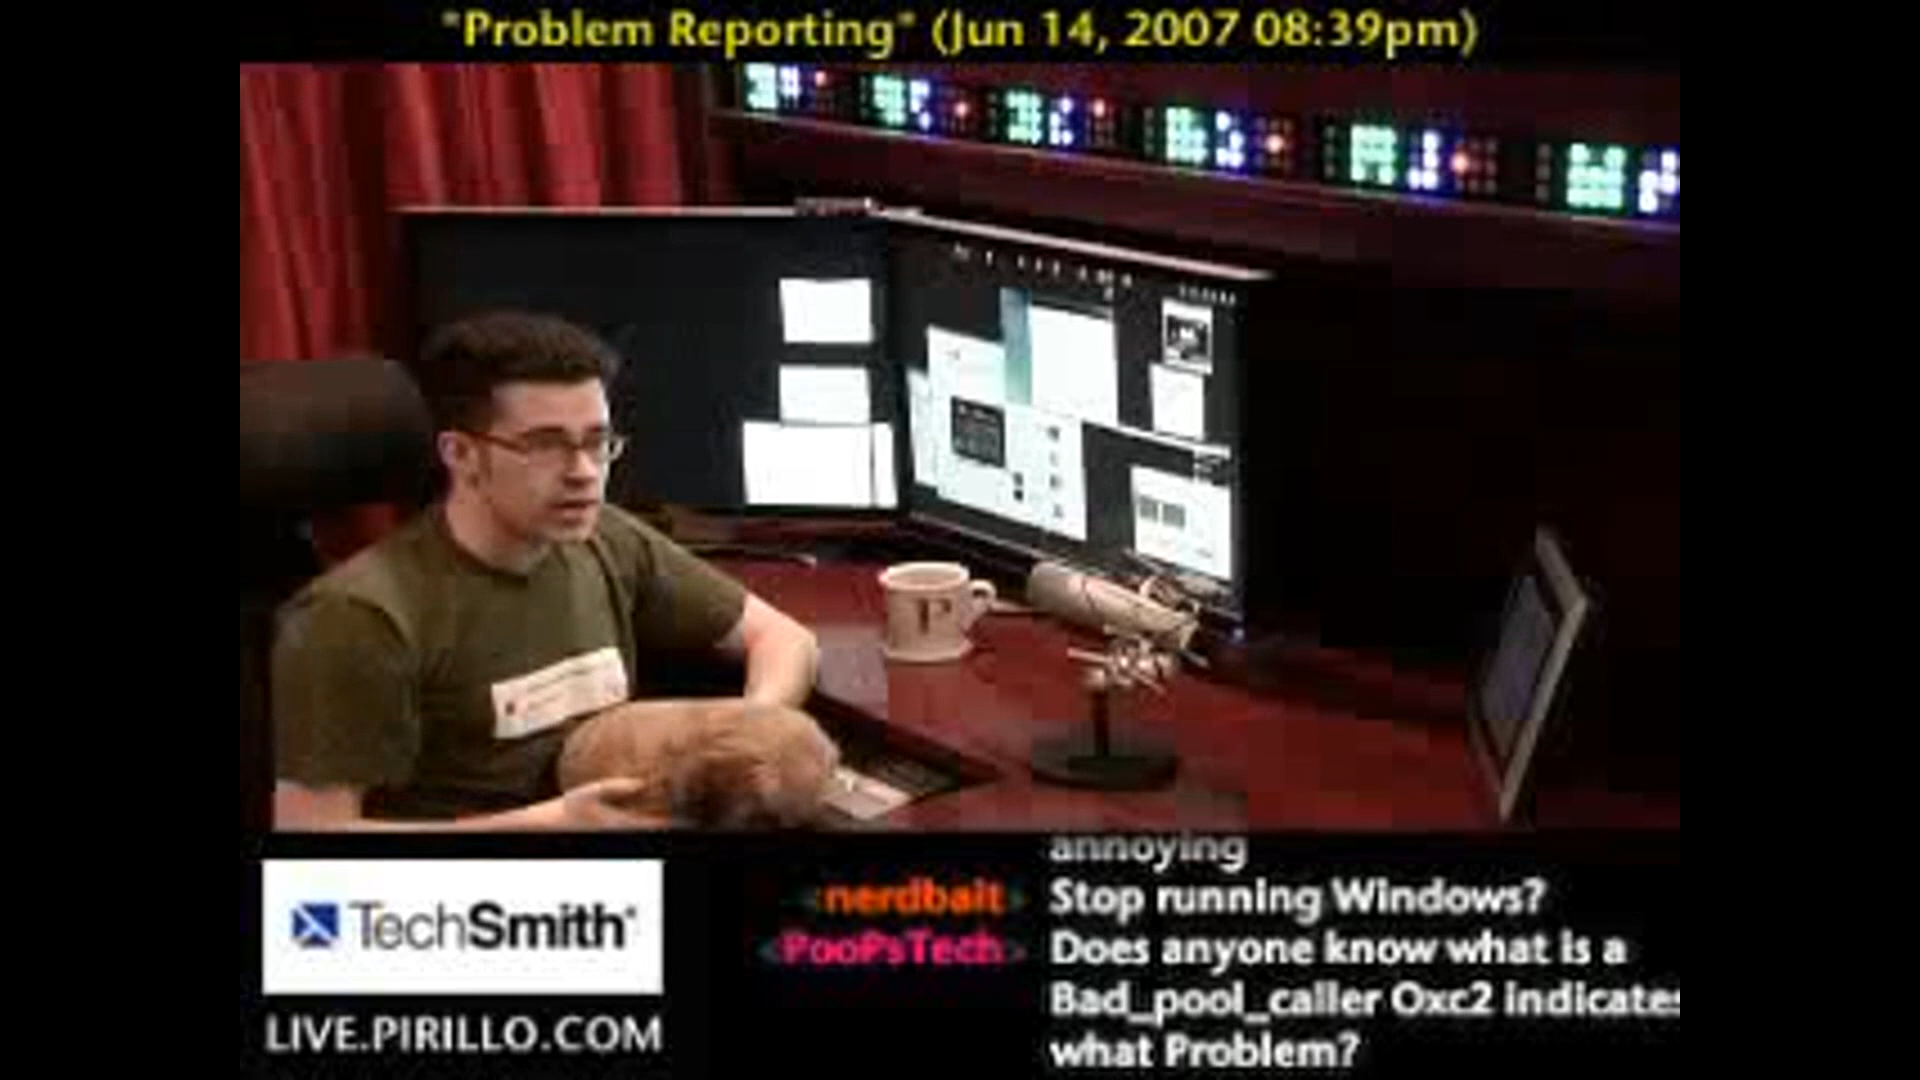 "Problem Reporting" (Jun 14, 2007 08:39pm)
P
annoying
<nerdbait> Stop running Windows?
<PooPsTech> Does anyone know what is a
Bad_pool_caller 0xc2 indicates
what Problem?
TechSmith
LIVE.PIRILLO.COM